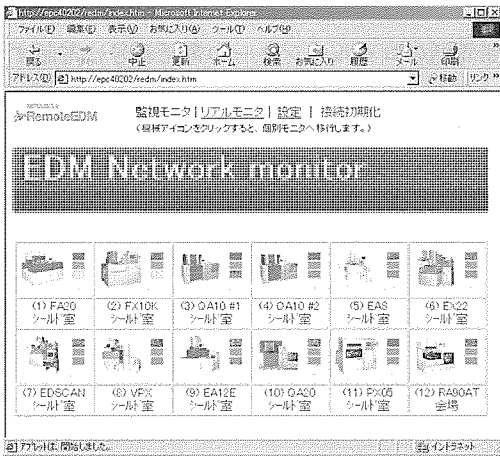 http://epc40202/redm/index.htm - Microsoft Internet Explorer
ファイル(F) 編集(E) 表示(V) お気に入り(A) ツール(T) ヘルプ(H)
戻る 中止 更新 ホーム 検索 お気に入り 履歴 メール 印刷
アドレス(D) http://epc40202/redm/index.htm 移動 リンク
RemoteEDM
監視モニタ | リアルモニタ | 設定 | 接続初期化
(機械アイコンをクリックすると、個別モニタへ移行します。)
EDM Network monitor
(1) FA20 (2) FX10K (3) QA10 #1 (4) QA10 #2 (5) EA8 (6) EX22
シールド室 シールド室 シールド室 シールド室 シールド室 シールド室
(7) EDSCAN (8) VPX (9) EA12E (10) QA20 (11) PX05 (12) RA90AT
シールド室 シールド室 シールド室 シールド室 シールド室 会場
アプレットは、開始しました。 イントラネット